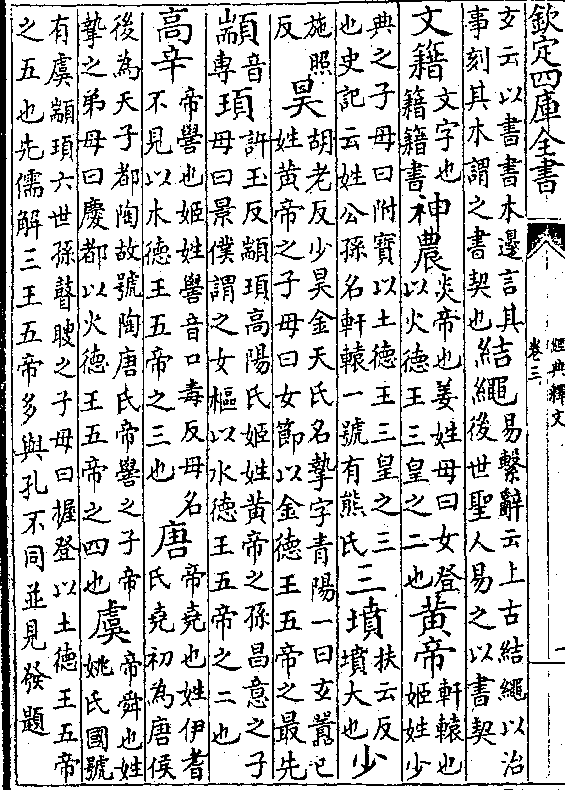 欽定四庫全書
經典釋文
卷三
一
玄云以書書木邊言其事刻其木謂之書契也結繩易繫辭云上古結繩以治後世聖人易之以書契
文籍文字也籍籍書神農炎帝也姜姓母曰女登以火德王三皇之二也黃帝軒轅也姬姓少
典之子母曰附寶以土德王三皇之三也史記云姓公孫名軒轅一號有熊氏三墳扶云反墳大也少
施照反昊胡老反少昊金天氏名摯字青陽一曰玄囂已姓黃帝之子母曰女節以金德王五帝之最先
顓音專頊許玉反顓頊高陽氏姬姓黃帝之孫昌意之子母曰景僕謂之女樞以水德王五帝之二也
高辛帝嚳也姬姓嚳音口毒反母名不見以木德王五帝之三也唐帝堯也姓伊耆氏堯初為唐侯
後為天子都陶故號陶唐氏帝嚳之子帝摯之弟母曰慶都以火德王五帝之四也虞帝舜也姓姚氏國號
有虞顓頊六世孫瞽瞍之子母曰握登以土德王五帝之五也先儒解三王五帝多與孔不同並見發題